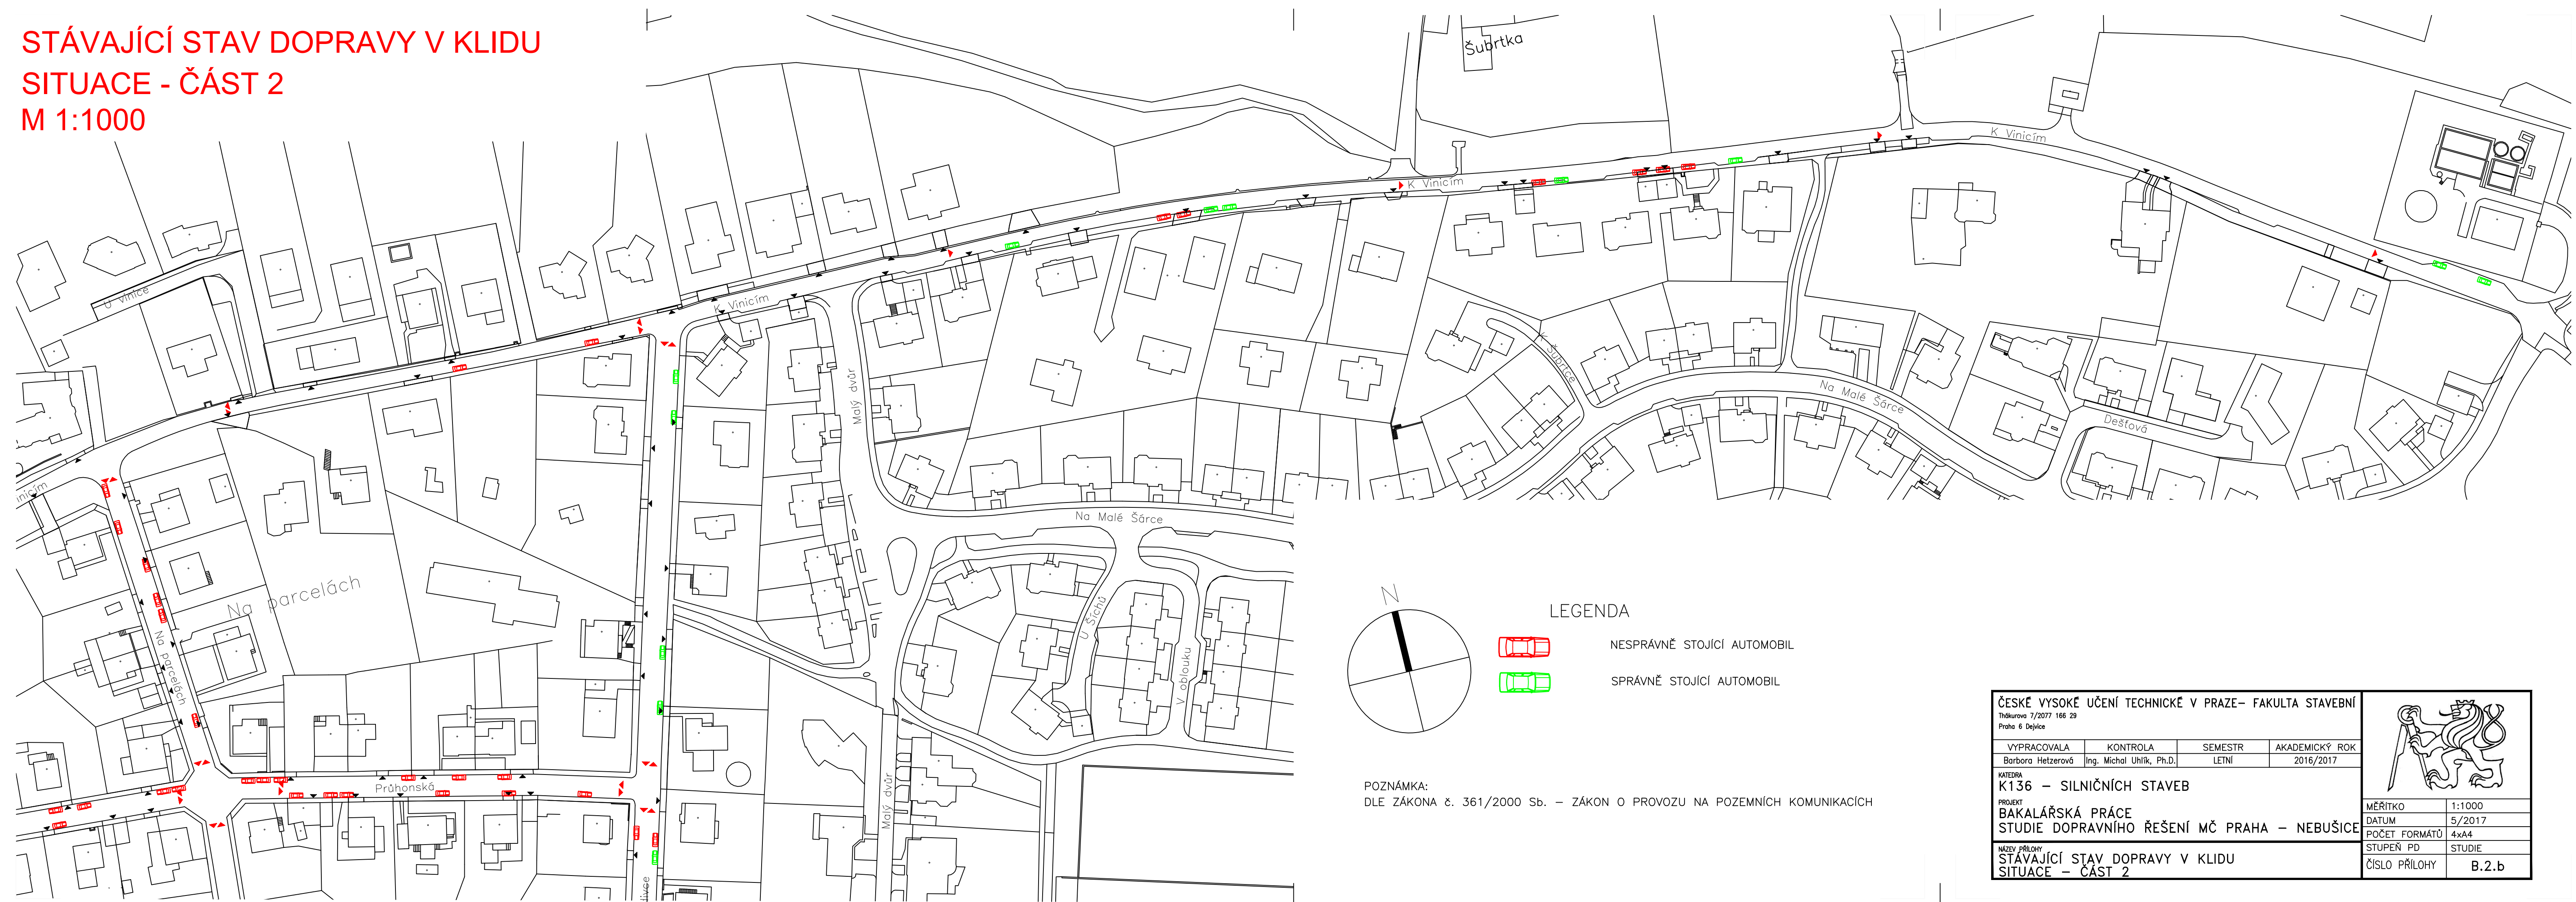 STÁVAJÍCÍ STAV DOPRAVY V KLIDU
SITUACE - ČÁST 2
M 1:1000
Šubrtka
K Vinicím
K Vinicím
K Vinicím
U vinice
K Šubrtce
Malý dvůr
Na Malé Šárce
Dešťová
Na Malé Šárce
nicím
Na parcelách
Na parcelách
U Sichů
V oblouku
Průhonská
Malý dvůr
N
LEGENDA
NESPRÁVNĚ STOJÍCÍ AUTOMOBIL
SPRÁVNĚ STOJÍCÍ AUTOMOBIL
POZNÁMKA:
DLE ZÁKONA č. 361/2000 Sb. – ZÁKON O PROVOZU NA POZEMNÍCH KOMUNIKACÍCH
ČESKÉ VYSOKÉ UČENÍ TECHNICKÉ V PRAZE– FAKULTA STAVEBNÍ
Thákurova 7/2077 166 29
Praha 6 Dejvice
VYPRACOVALA KONTROLA SEMESTR AKADEMICKÝ ROK
Barbora Hetzerová Ing. Michal Uhlík, Ph.D. LETNÍ 2016/2017
KATEDRA
K136 – SILNIČNÍCH STAVEB
PROJEKT
BAKALÁŘSKÁ PRÁCE
STUDIE DOPRAVNÍHO ŘEŠENÍ MČ PRAHA – NEBUŠICE
NÁZEV PŘÍLOHY
STÁVAJÍCÍ STAV DOPRAVY V KLIDU
SITUACE – ČÁST 2
MĚŘÍTKO 1:1000
DATUM 5/2017
POČET FORMÁTŮ 4xA4
STUPEŇ PD STUDIE
ČÍSLO PŘÍLOHY B.2.b